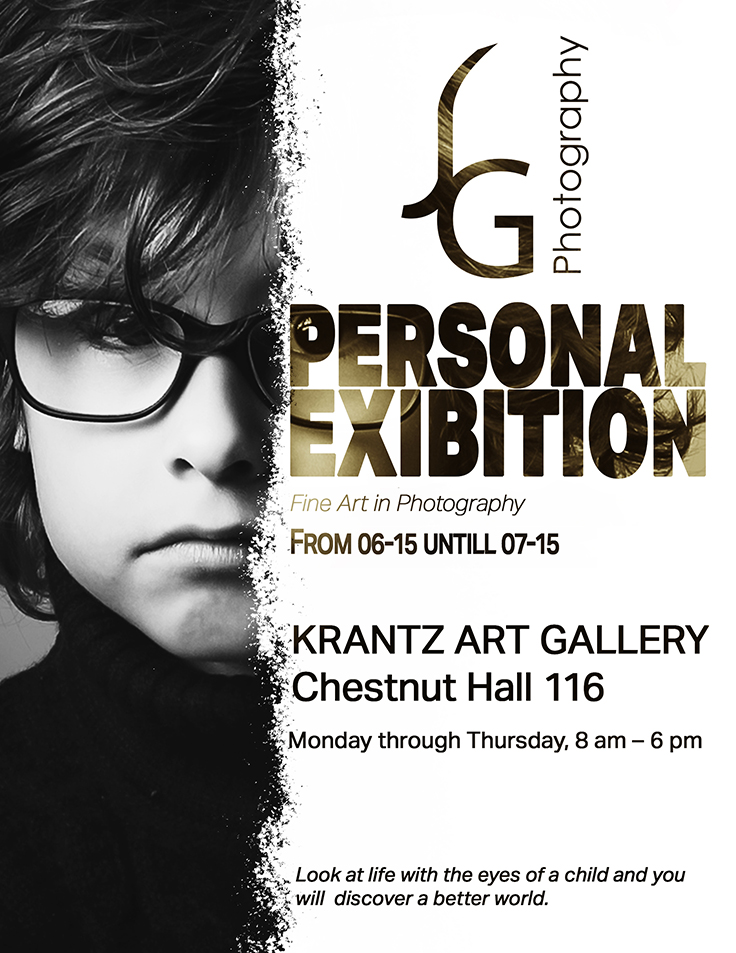 G
Photography
PERSONAL
EXIBITION
Fine Art in Photography
FROM 06-15 UNTILL 07-15
KRANTZ ART GALLERY
Chestnut Hall 116
Monday through Thursday, 8 am – 6 pm
Look at life with the eyes of a child and you
will discover a better world.